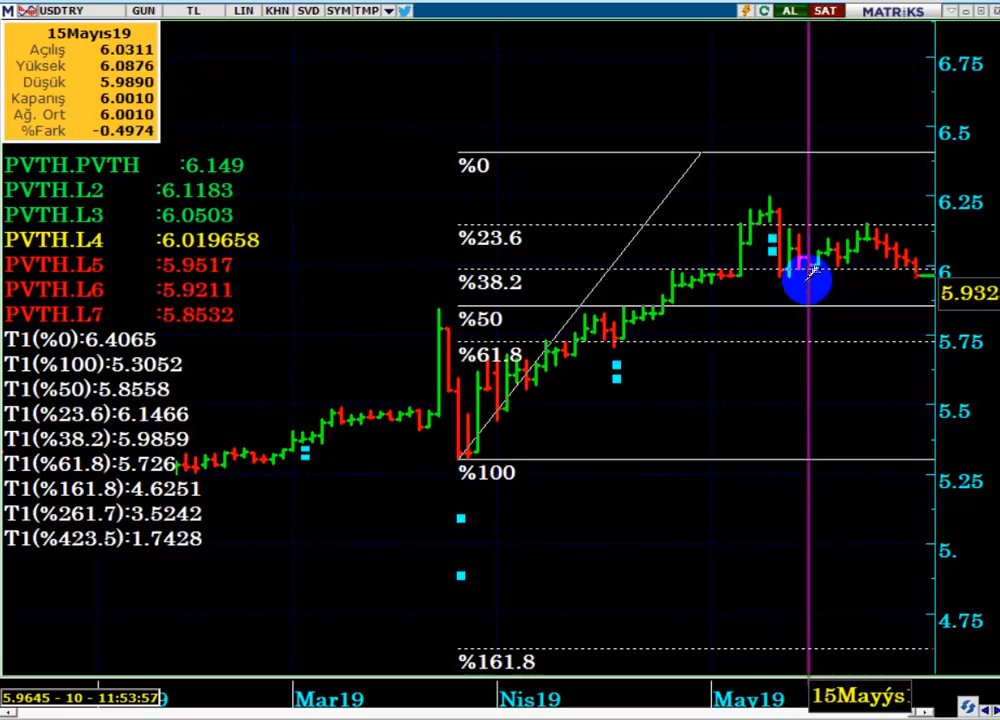 M USDTRY GUN TL LIN KHN SVD SYM TMP AL SAT MATRiKS
15Mayıs19
Açılış 6.0311
Yüksek 6.0876
Düşük 5.9890
Kapanış 6.0010
Ağ. Ort 6.0010
%Fark -0.4974
PVTH.PVTH :6.149
PVTH.L2 :6.1183
PVTH.L3 :6.0503
PVTH.L4 :6.019658
PVTH.L5 :5.9517
PVTH.L6 :5.9211
PVTH.L7 :5.8532
T1(%0):6.4065
T1(%100):5.3052
T1(%50):5.8558
T1(%23.6):6.1466
T1(%38.2):5.9859
T1(%61.8):5.726
T1(%161.8):4.6251
T1(%261.7):3.5242
T1(%423.5):1.7428
%0
%23.6
%38.2
%50
%61.8
%100
%161.8
6.75
6.5
6.25
6
5.932
5.75
5.5
5.25
5.
4.75
5.9645 - 10 - 11:53:57 9 Mar19 Nis19 May19 15Mayýs